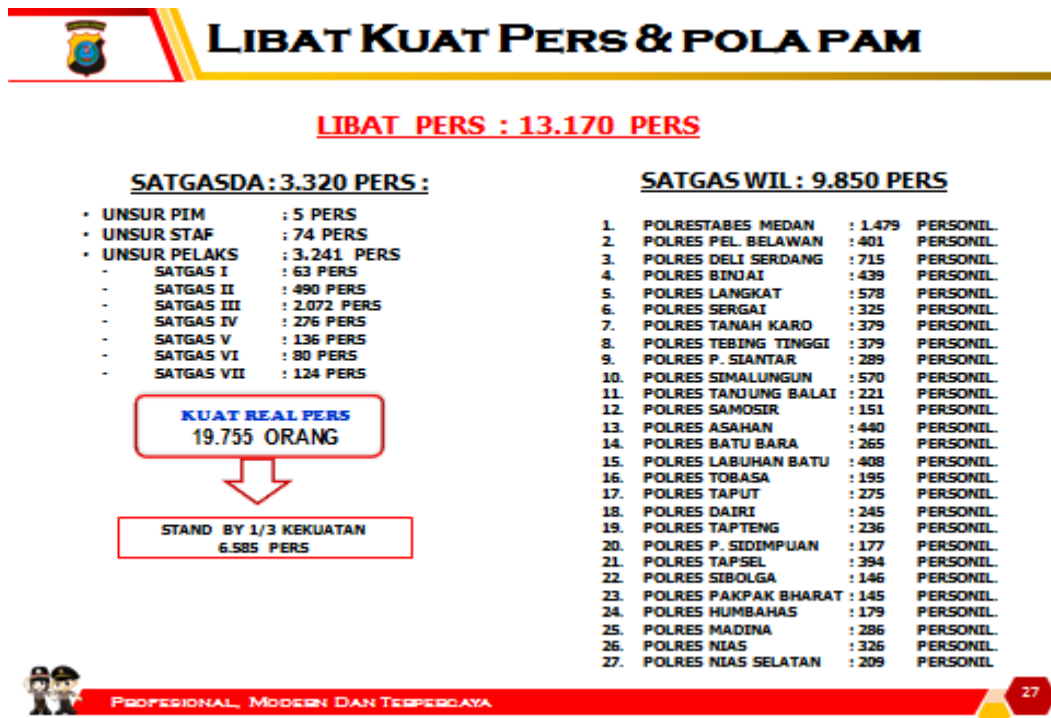 LIBAT KUAT PERS & POLA PAM
LIBAT PERS : 13.170 PERS
SATGASDA : 3.320 PERS :
• UNSUR PIM : 5 PERS
• UNSUR STAF : 74 PERS
• UNSUR PELAKS : 3.241 PERS
- SATGAS I : 63 PERS
- SATGAS II : 490 PERS
- SATGAS III : 2.072 PERS
- SATGAS IV : 276 PERS
- SATGAS V : 136 PERS
- SATGAS VI : 80 PERS
- SATGAS VII : 124 PERS
KUAT REAL PERS
19.755 ORANG
STAND BY 1/3 KEKUATAN
6.585 PERS
SATGAS WIL : 9.850 PERS
1. POLRESTABES MEDAN : 1.479 PERSONIL.
2. POLRES PEL. BELAWAN : 401 PERSONIL.
3. POLRES DELI SERDANG : 715 PERSONIL.
4. POLRES BINJAI : 439 PERSONIL.
5. POLRES LANGKAT : 578 PERSONIL.
6. POLRES SERGAI : 325 PERSONIL.
7. POLRES TANAH KARO : 379 PERSONIL.
8. POLRES TEBING TINGGI : 379 PERSONIL.
9. POLRES P. SIANTAR : 289 PERSONIL.
10. POLRES SIMALUNGUN : 570 PERSONIL.
11. POLRES TANJUNG BALAI : 221 PERSONIL.
12. POLRES SAMOSIR : 151 PERSONIL.
13. POLRES ASAHAN : 440 PERSONIL.
14. POLRES BATU BARA : 265 PERSONIL.
15. POLRES LABUHAN BATU : 408 PERSONIL.
16. POLRES TOBASA : 195 PERSONIL.
17. POLRES TAPUT : 275 PERSONIL.
18. POLRES DAIRI : 245 PERSONIL.
19. POLRES TAPTENG : 236 PERSONIL.
20. POLRES P. SIDIMPUAN : 177 PERSONIL.
21. POLRES TAPSEL : 394 PERSONIL.
22. POLRES SIBOLGA : 146 PERSONIL.
23. POLRES PAKPAK BHARAT : 145 PERSONIL.
24. POLRES HUMBAHAS : 179 PERSONIL.
25. POLRES MADINA : 286 PERSONIL.
26. POLRES NIAS : 326 PERSONIL.
27. POLRES NIAS SELATAN : 209 PERSONIL
PROFESIONAL, MODERN DAN TERPERCAYA
27